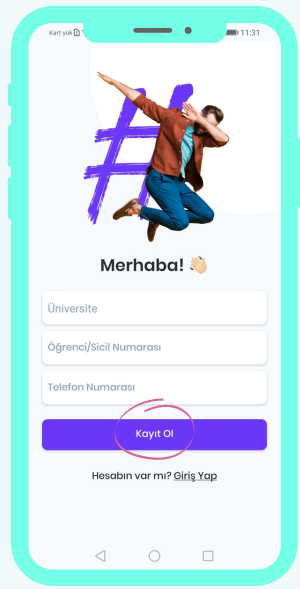 Kart yok
11:31
Merhaba! 👋🏻
Üniversite
Öğrenci/Sicil Numarası
Telefon Numarası
Kayıt Ol
Hesabın var mı? Giriş Yap